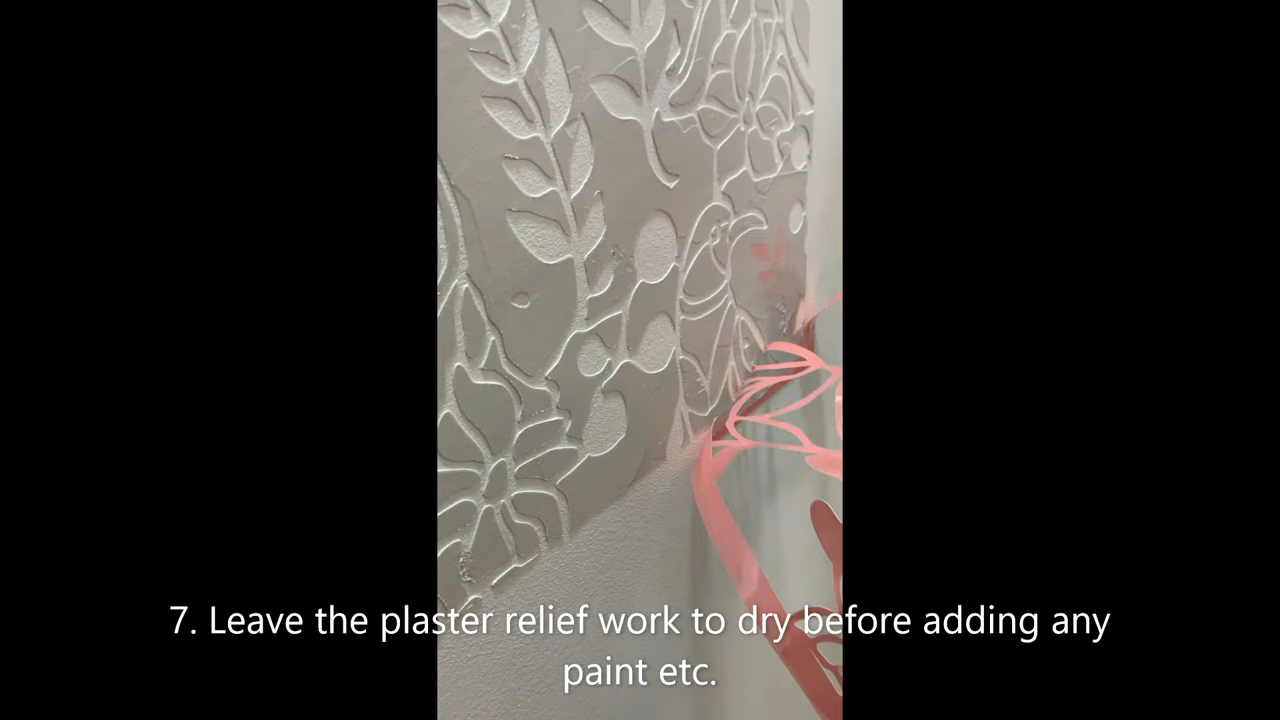 7. Leave the plaster relief work to dry before adding any
paint etc.